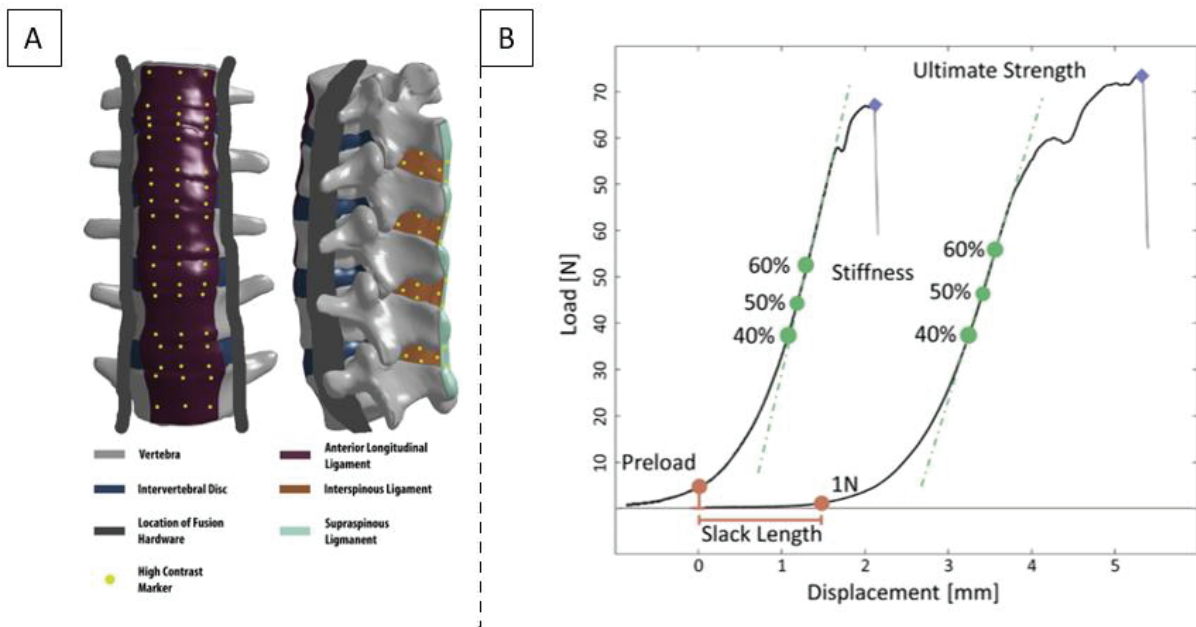 A
Vertebra
Intervertebral Disc
Location of Fusion
Hardware
High Contrast
Marker
Anterior Longitudinal
Ligament
Interspinous Ligament
Supraspinous
Ligmanent
B
Load [N]
70
60
50
60
50
40
30
20
10
Ultimate Strength
Stiffness
60%
50%
40%
60%
50%
40%
Preload
1N
Slack Length
0
1
2
3
4
5
Displacement [mm]